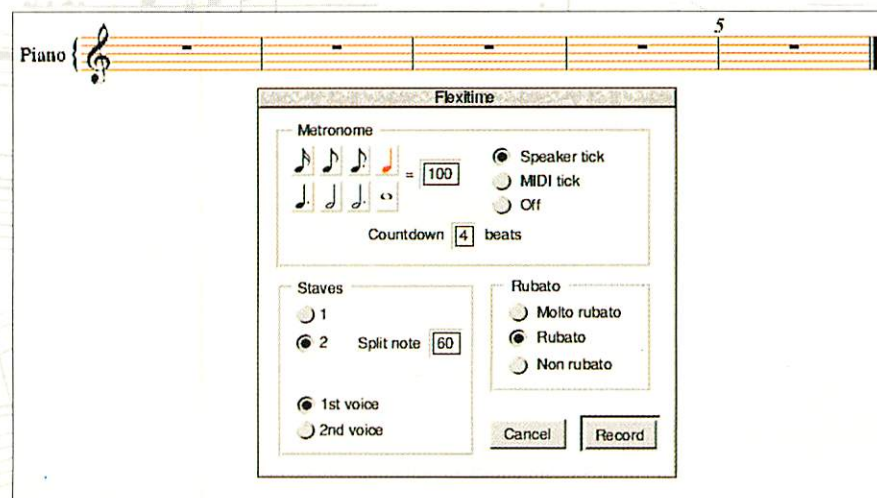 5
Piano
Flexitime
Metronome
= 100
Speaker tick
MIDI tick
Off
Countdown 4 beats
Staves
1
2 Split note 60
1st voice
2nd voice
Rubato
Molto rubato
Rubato
Non rubato
Cancel Record